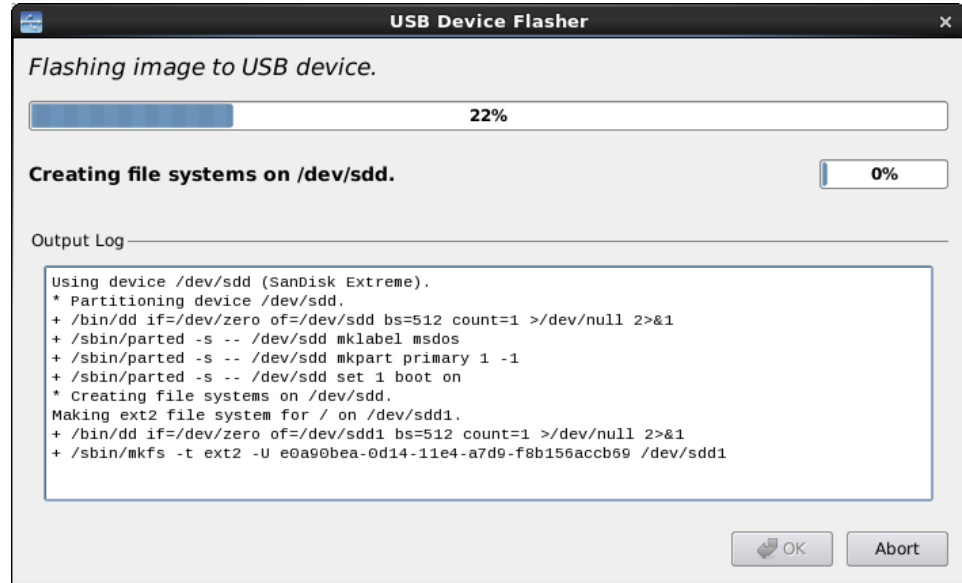 USB Device Flasher
Flashing image to USB device.
22%
Creating file systems on /dev/sdd.
0%
Output Log
Using device /dev/sdd (SanDisk Extreme).
* Partitioning device /dev/sdd.
+ /bin/dd if=/dev/zero of=/dev/sdd bs=512 count=1 >/dev/null 2>&1
+ /sbin/parted -s -- /dev/sdd mklabel msdos
+ /sbin/parted -s -- /dev/sdd mkpart primary 1 -1
+ /sbin/parted -s -- /dev/sdd set 1 boot on
* Creating file systems on /dev/sdd.
Making ext2 file system for / on /dev/sdd1.
+ /bin/dd if=/dev/zero of=/dev/sdd1 bs=512 count=1 >/dev/null 2>&1
+ /sbin/mkfs -t ext2 -U e0a90bea-0d14-11e4-a7d9-f8b156accb69 /dev/sdd1
OK
Abort